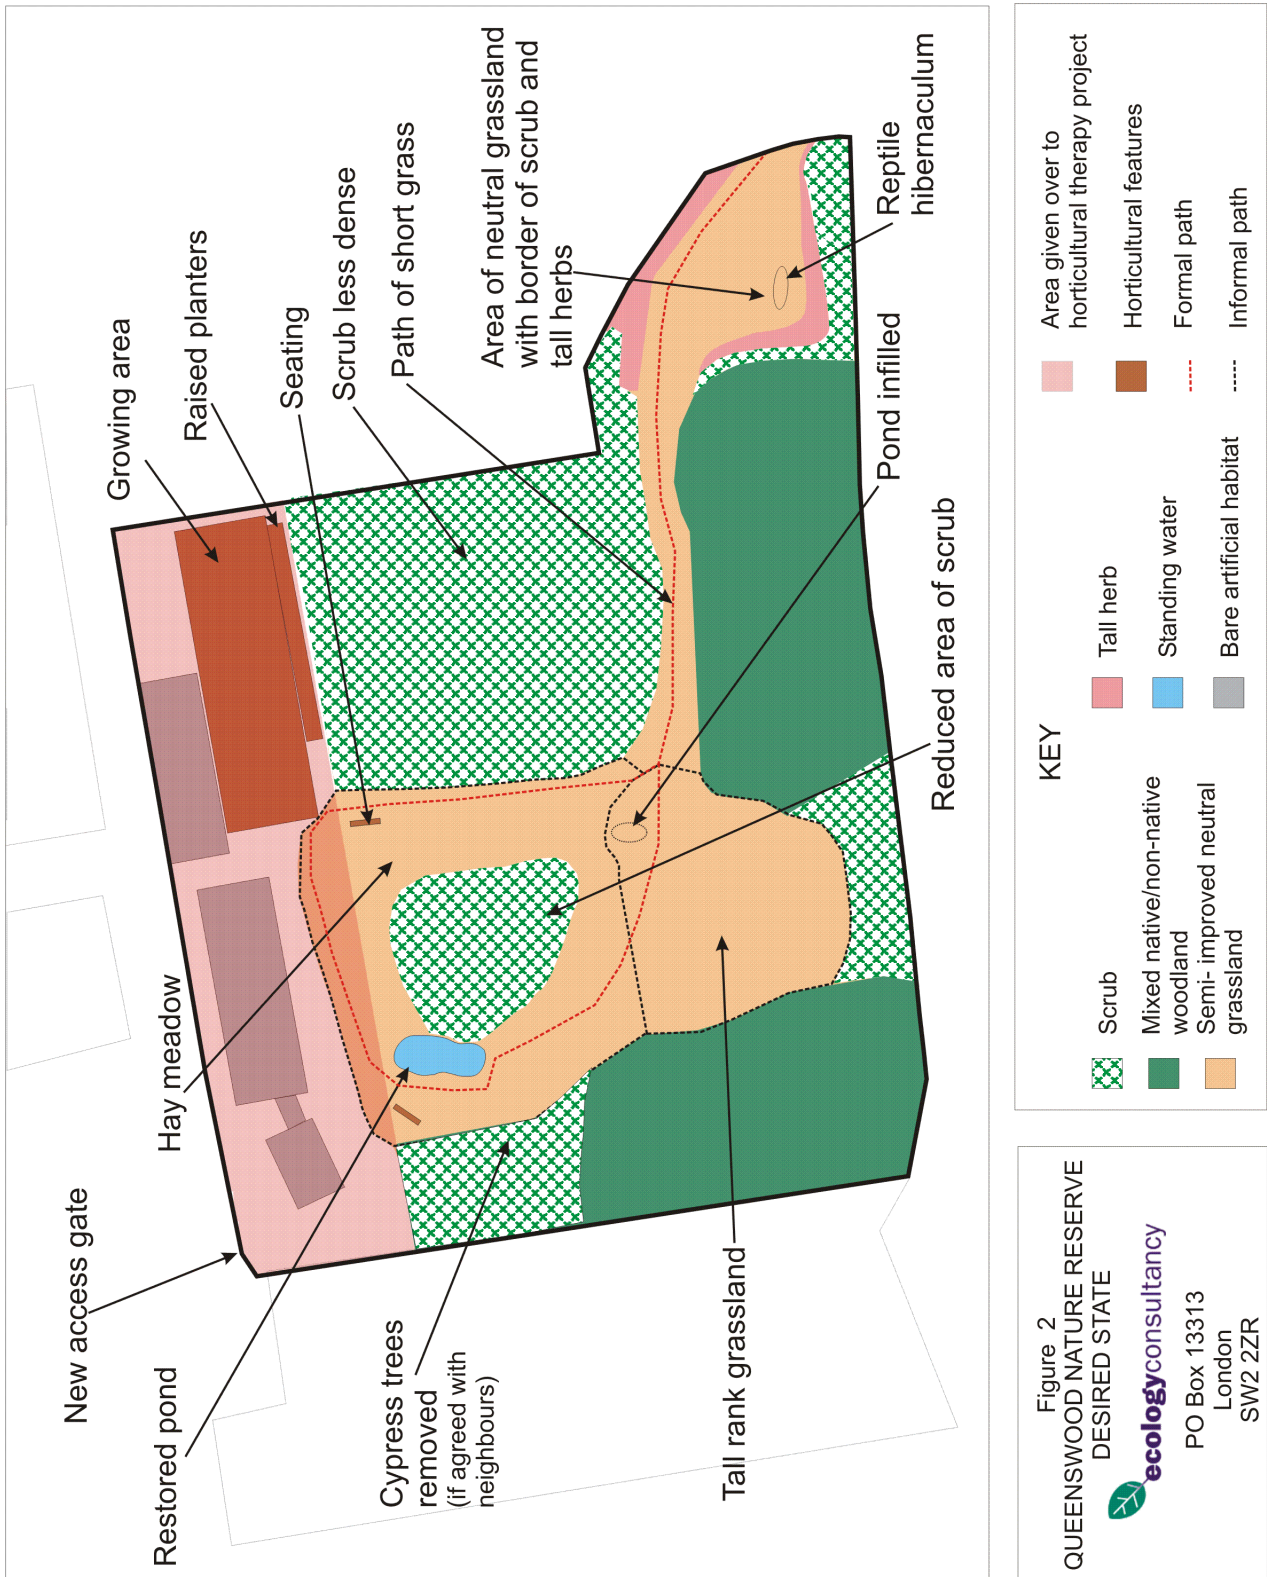 New access gate
Restored pond
Hay meadow
Growing area
Raised planters
Seating
Scrub less dense
Path of short grass
Area of neutral grassland
with border of scrub and
tall herbs
Reptile
hibernaculum
Pond infilled
Reduced area of scrub
Cypress trees
removed
(if agreed with
neighbours)
Tall rank grassland
Figure 2
QUEENSWOOD NATURE RESERVE
DESIRED STATE
ecologyconsultancy
PO Box 13313
London
SW2 2ZR
KEY
Scrub
Mixed native/non-native
woodland
Semi- improved neutral
grassland
Tall herb
Standing water
Bare artificial habitat
Area given over to
horticultural therapy project
Horticultural features
Formal path
Informal path